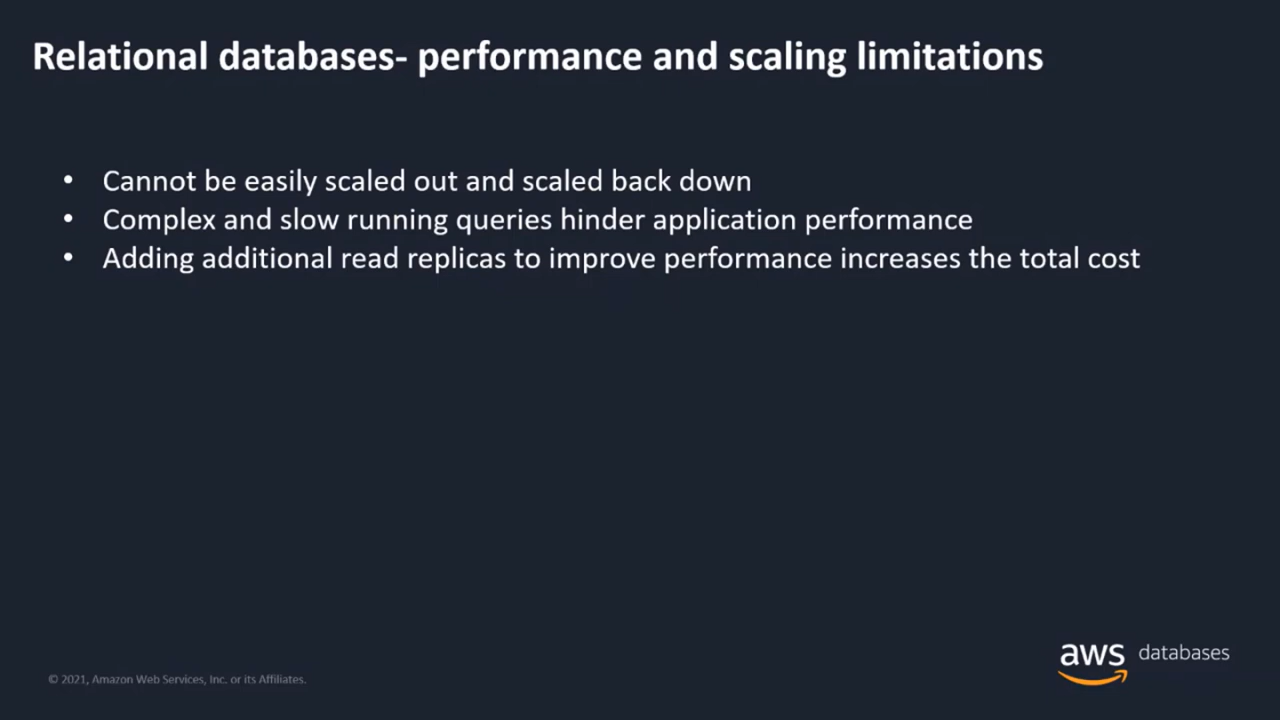 Relational databases- performance and scaling limitations
• Cannot be easily scaled out and scaled back down
• Complex and slow running queries hinder application performance
• Adding additional read replicas to improve performance increases the total cost
aws databases
© 2021, Amazon Web Services, Inc. or its Affiliates.